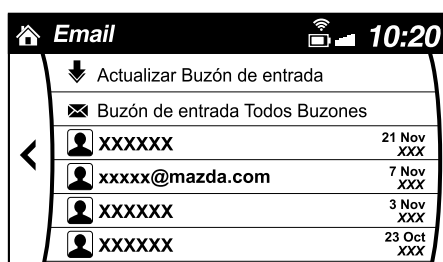 Email 10:20
Actualizar Buzón de entrada
Buzón de entrada Todos Buzones
XXXXXX 21 Nov
XXX
xxxxx@mazda.com 7 Nov
XXX
XXXXXX 3 Nov
XXX
XXXXXX 23 Oct
XXX